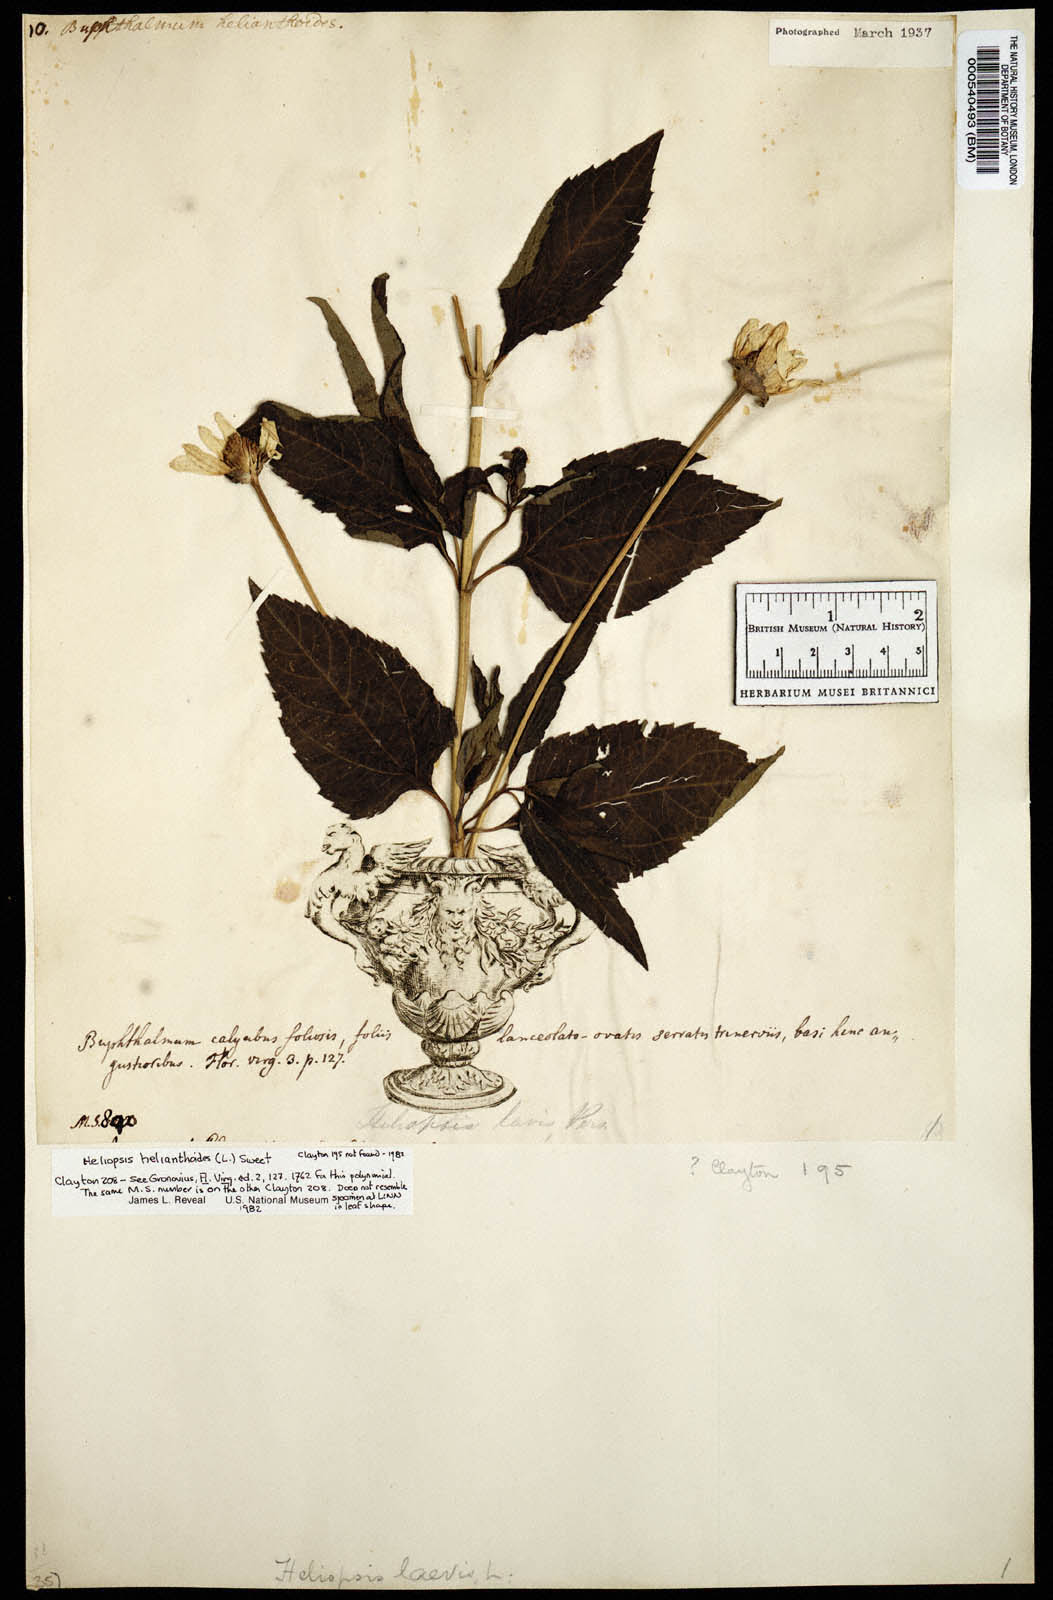 10. Buphthalmum helianthoides.
Photographed March 1937
THE NATURAL HISTORY MUSEUM, LONDON
DEPARTMENT OF BOTANY
000540493 (BM)
1 2
BRITISH MUSEUM (NATURAL HISTORY)
1 2 3 4 5
HERBARIUM MUSEI BRITANNICI
Buphthalmum calycibus foliosis, foliis lanceolato-ovatis serratis trinerviis, basi hinc an=
gustioribus. Flor. virg. 3. p. 127.
M.S.
Heliopsis laevis, Pers
Heliopsis helianthoides (L.) Sweet Clayton 195 not found - 1982
Clayton 208 - See Gronovius, Fl. Virg. ed. 2, 127. 1762 for this polynomial.
The same M.S. number is on the other Clayton 208. Does not resemble
James L. Reveal U.S. National Museum specimen at LINN
1982 in leaf shape.
? Clayton 195
35)
Heliopsis laevis, L:
1